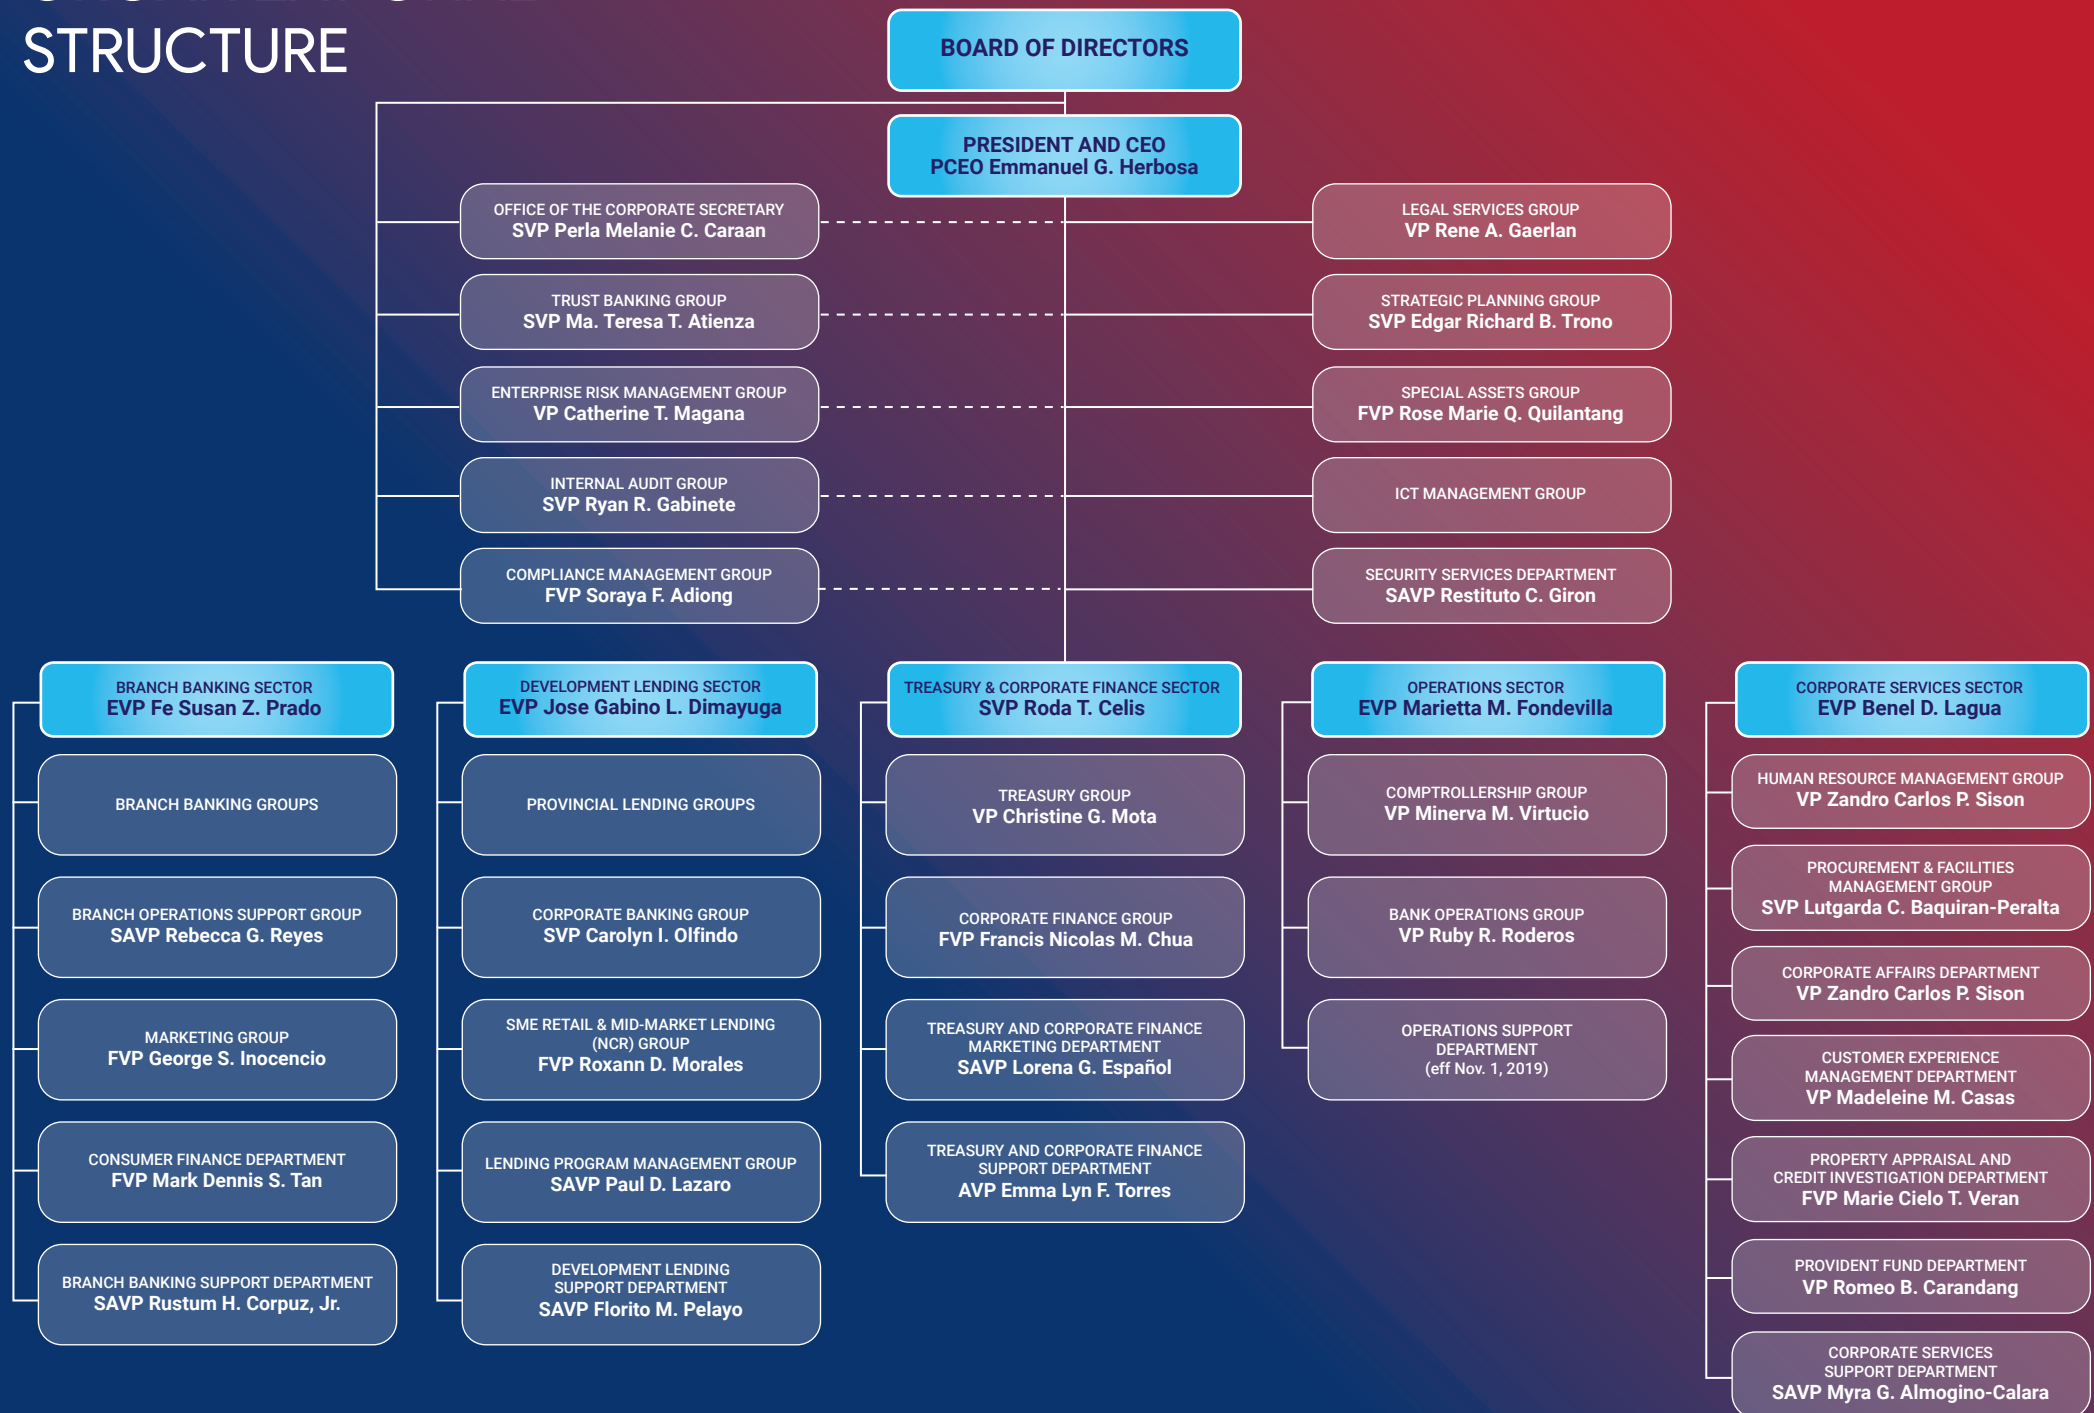 STRUCTURE
BOARD OF DIRECTORS
PRESIDENT AND CEO
PCEO Emmanuel G. Herbosa
OFFICE OF THE CORPORATE SECRETARY
SVP Perla Melanie C. Caraan
LEGAL SERVICES GROUP
VP Rene A. Gaerlan
TRUST BANKING GROUP
SVP Ma. Teresa T. Atienza
STRATEGIC PLANNING GROUP
SVP Edgar Richard B. Trono
ENTERPRISE RISK MANAGEMENT GROUP
VP Catherine T. Magana
SPECIAL ASSETS GROUP
FVP Rose Marie Q. Quilantang
INTERNAL AUDIT GROUP
SVP Ryan R. Gabinete
ICT MANAGEMENT GROUP
COMPLIANCE MANAGEMENT GROUP
FVP Soraya F. Adiong
SECURITY SERVICES DEPARTMENT
SAVP Restituto C. Giron
BRANCH BANKING SECTOR
EVP Fe Susan Z. Prado
BRANCH BANKING GROUPS
BRANCH OPERATIONS SUPPORT GROUP
SAVP Rebecca G. Reyes
MARKETING GROUP
FVP George S. Inocencio
CONSUMER FINANCE DEPARTMENT
FVP Mark Dennis S. Tan
BRANCH BANKING SUPPORT DEPARTMENT
SAVP Rustum H. Corpuz, Jr.
DEVELOPMENT LENDING SECTOR
EVP Jose Gabino L. Dimayuga
PROVINCIAL LENDING GROUPS
CORPORATE BANKING GROUP
SVP Carolyn I. Olfindo
SME RETAIL & MID-MARKET LENDING
(NCR) GROUP
FVP Roxann D. Morales
LENDING PROGRAM MANAGEMENT GROUP
SAVP Paul D. Lazaro
DEVELOPMENT LENDING
SUPPORT DEPARTMENT
SAVP Florito M. Pelayo
TREASURY & CORPORATE FINANCE SECTOR
SVP Roda T. Celis
TREASURY GROUP
VP Christine G. Mota
CORPORATE FINANCE GROUP
FVP Francis Nicolas M. Chua
TREASURY AND CORPORATE FINANCE
MARKETING DEPARTMENT
SAVP Lorena G. Español
TREASURY AND CORPORATE FINANCE
SUPPORT DEPARTMENT
AVP Emma Lyn F. Torres
OPERATIONS SECTOR
EVP Marietta M. Fondevilla
COMPTROLLERSHIP GROUP
VP Minerva M. Virtucio
BANK OPERATIONS GROUP
VP Ruby R. Roderos
OPERATIONS SUPPORT
DEPARTMENT
(eff Nov. 1, 2019)
CORPORATE SERVICES SECTOR
EVP Benel D. Lagua
HUMAN RESOURCE MANAGEMENT GROUP
VP Zandro Carlos P. Sison
PROCUREMENT & FACILITIES
MANAGEMENT GROUP
SVP Lutgarda C. Baquiran-Peralta
CORPORATE AFFAIRS DEPARTMENT
VP Zandro Carlos P. Sison
CUSTOMER EXPERIENCE
MANAGEMENT DEPARTMENT
VP Madeleine M. Casas
PROPERTY APPRAISAL AND
CREDIT INVESTIGATION DEPARTMENT
FVP Marie Cielo T. Veran
PROVIDENT FUND DEPARTMENT
VP Romeo B. Carandang
CORPORATE SERVICES
SUPPORT DEPARTMENT
SAVP Myra G. Almogino-Calara